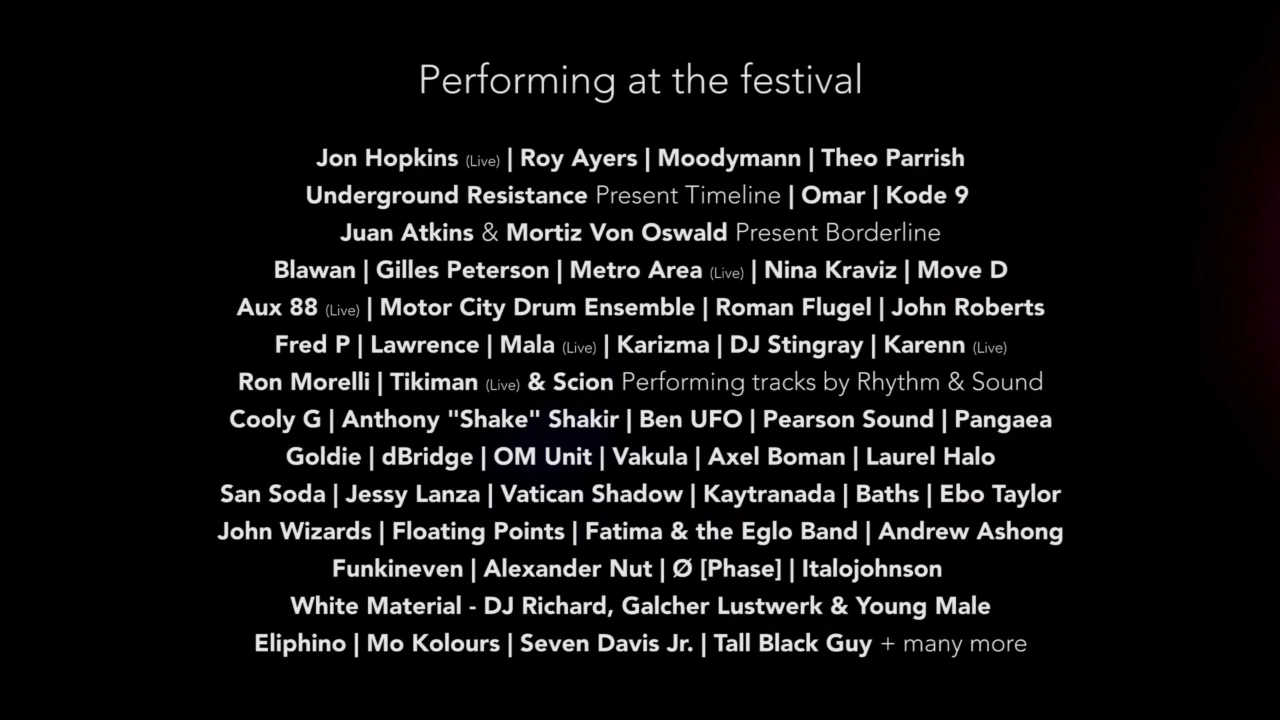 Performing at the festival
Jon Hopkins (Live) | Roy Ayers | Moodymann | Theo Parrish
Underground Resistance Present Timeline | Omar | Kode 9
Juan Atkins & Mortiz Von Oswald Present Borderline
Blawan | Gilles Peterson | Metro Area (Live) | Nina Kraviz | Move D
Aux 88 (Live) | Motor City Drum Ensemble | Roman Flugel | John Roberts
Fred P | Lawrence | Mala (Live) | Karizma | DJ Stingray | Karenn (Live)
Ron Morelli | Tikiman (Live) & Scion Performing tracks by Rhythm & Sound
Cooly G | Anthony "Shake" Shakir | Ben UFO | Pearson Sound | Pangaea
Goldie | dBridge | OM Unit | Vakula | Axel Boman | Laurel Halo
San Soda | Jessy Lanza | Vatican Shadow | Kaytranada | Baths | Ebo Taylor
John Wizards | Floating Points | Fatima & the Eglo Band | Andrew Ashong
Funkineven | Alexander Nut | Ø [Phase] | Italojohnson
White Material - DJ Richard, Galcher Lustwerk & Young Male
Eliphino | Mo Kolours | Seven Davis Jr. | Tall Black Guy + many more